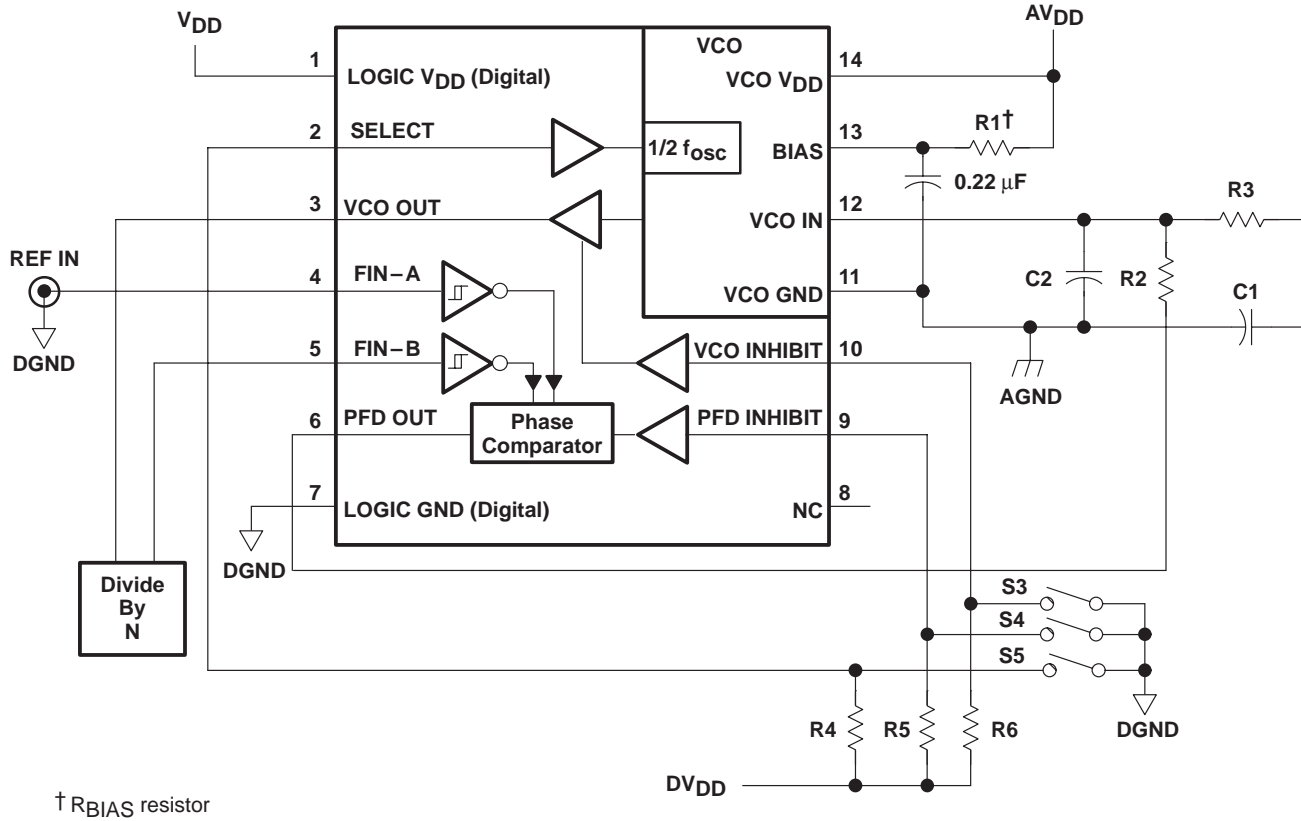 VDD
AVDD
VCO
1
LOGIC VDD (Digital)
VCO VDD
14
2
SELECT
1/2 fosc
BIAS
13
R1†
0.22 μF
3
VCO OUT
VCO IN
12
R3
REF IN
4
FIN–A
VCO GND
11
C2
R2
C1
DGND
5
FIN–B
VCO INHIBIT
10
AGND
6
PFD OUT
Phase
Comparator
PFD INHIBIT
9
7
LOGIC GND (Digital)
NC
8
DGND
Divide
By
N
S3
S4
S5
R4
R5
R6
DGND
DVDD
† RBIAS resistor